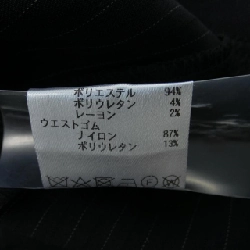 ポリエステル 94%
ポリウレタン 4%
レーヨン 2%
ウエストゴム
ナイロン 87%
ポリウレタン 13%